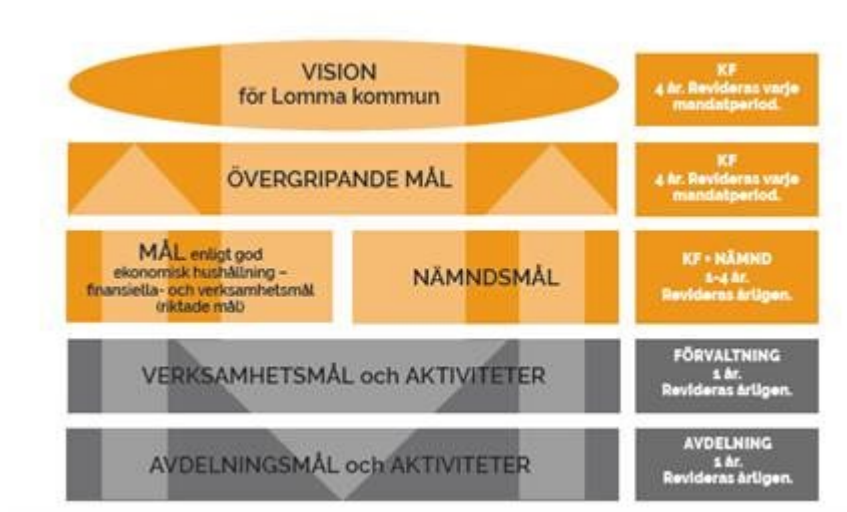 VISION
för Lomma kommun
KF
4 år. Revideras varje
mandatperiod.
ÖVERGRIPANDE MÅL
KF
4 år. Revideras varje
mandatperiod.
MÅL enligt god
ekonomisk hushållning –
finansiella- och verksamhetsmål
(riktade mål)
NÄMNDSMÅL
KF + NÄMND
1-4 år.
Revideras årligen.
VERKSAMHETSMÅL och AKTIVITETER
FÖRVALTNING
1 år.
Revideras årligen.
AVDELNINGSMÅL och AKTIVITETER
AVDELNING
1 år.
Revideras årligen.